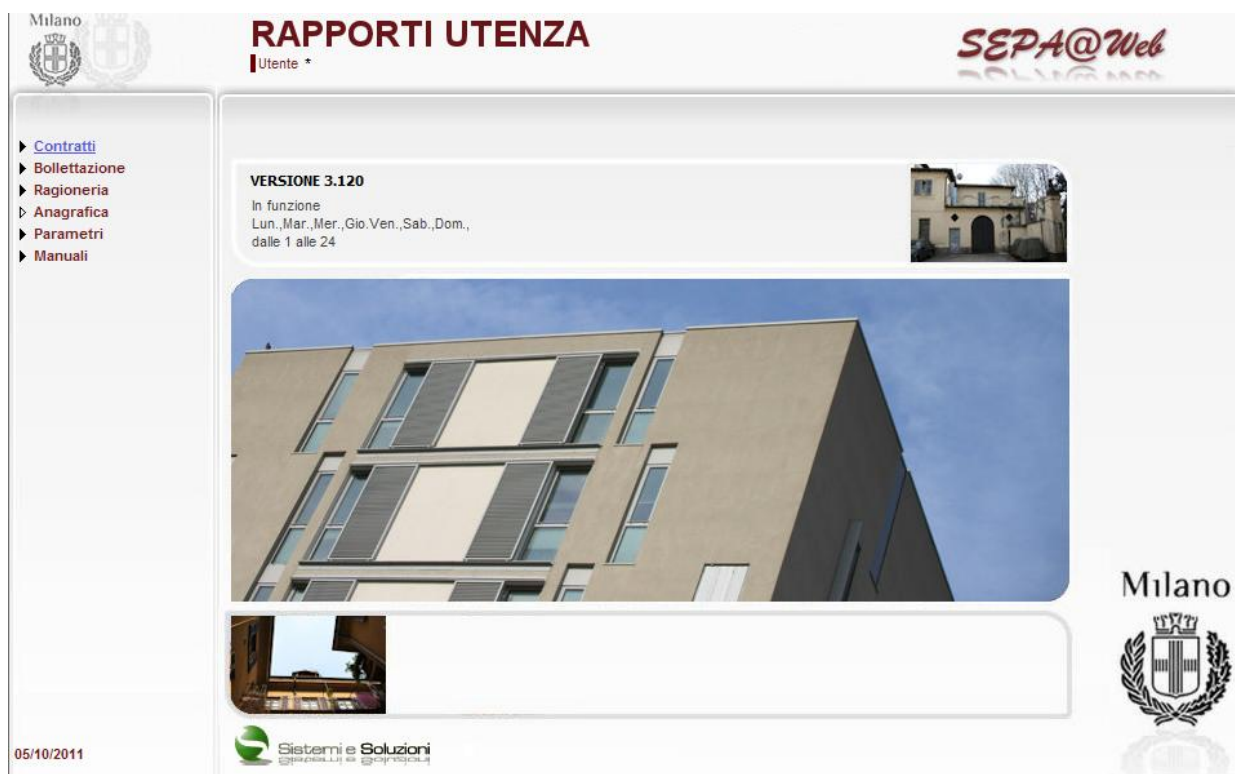 Milano
RAPPORTI UTENZA
Utente *
SEPA@Web
Contratti
Bollettazione
Ragioneria
Anagrafica
Parametri
Manuali
VERSIONE 3.120
In funzione
Lun.,Mar.,Mer.,Gio.Ven.,Sab.,Dom.,
dalle 1 alle 24
Milano
Sistemi e Soluzioni
05/10/2011